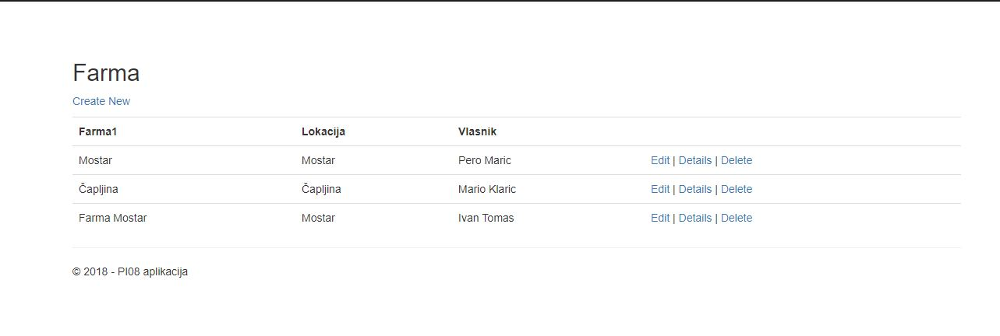 Farma
Create New
Farma1 Lokacija Vlasnik
Mostar Mostar Pero Maric Edit | Details | Delete
Čapljina Čapljina Mario Klaric Edit | Details | Delete
Farma Mostar Mostar Ivan Tomas Edit | Details | Delete
© 2018 - PI08 aplikacija